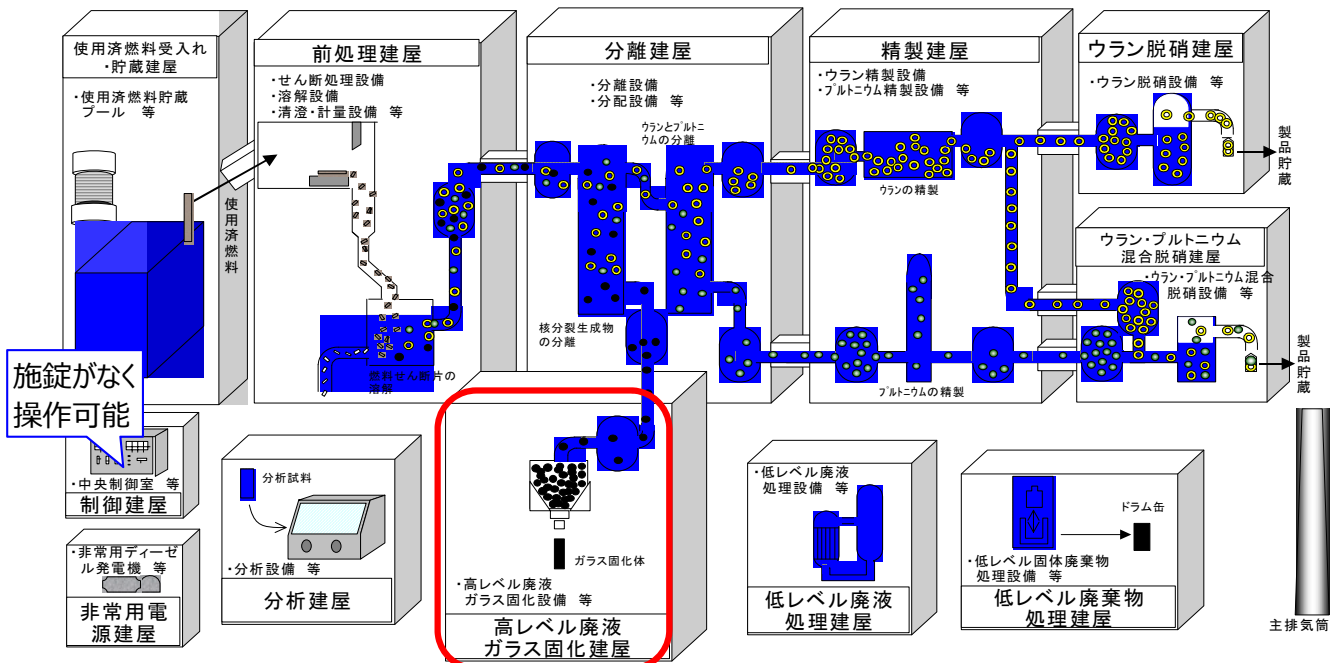 使用済燃料受入れ
・貯蔵建屋
・使用済燃料貯蔵
プール 等
使用済燃料
前処理建屋
・せん断処理設備
・溶解設備
・清澄・計量設備 等
燃料せん断片の
溶解
分離建屋
・分離設備
・分配設備 等
ウランとプルトニ
ウムの分離
核分裂生成物
の分離
精製建屋
・ウラン精製設備
・プルトニウム精製設備 等
ウランの精製
プルトニウムの精製
ウラン脱硝建屋
・ウラン脱硝設備 等
製品貯蔵
ウラン・プルトニウム
混合脱硝建屋
・ウラン・プルトニウム混合
脱硝設備 等
製品貯蔵
施錠がなく
操作可能
・中央制御室 等
制御建屋
・非常用ディーゼ
ル発電機 等
非常用電
源建屋
分析試料
・分析設備 等
分析建屋
ガラス固化体
・高レベル廃液
ガラス固化設備 等
高レベル廃液
ガラス固化建屋
・低レベル廃液
処理設備 等
低レベル廃液
処理建屋
ドラム缶
・低レベル固体廃棄物
処理設備 等
低レベル廃棄物
処理建屋
主排気筒